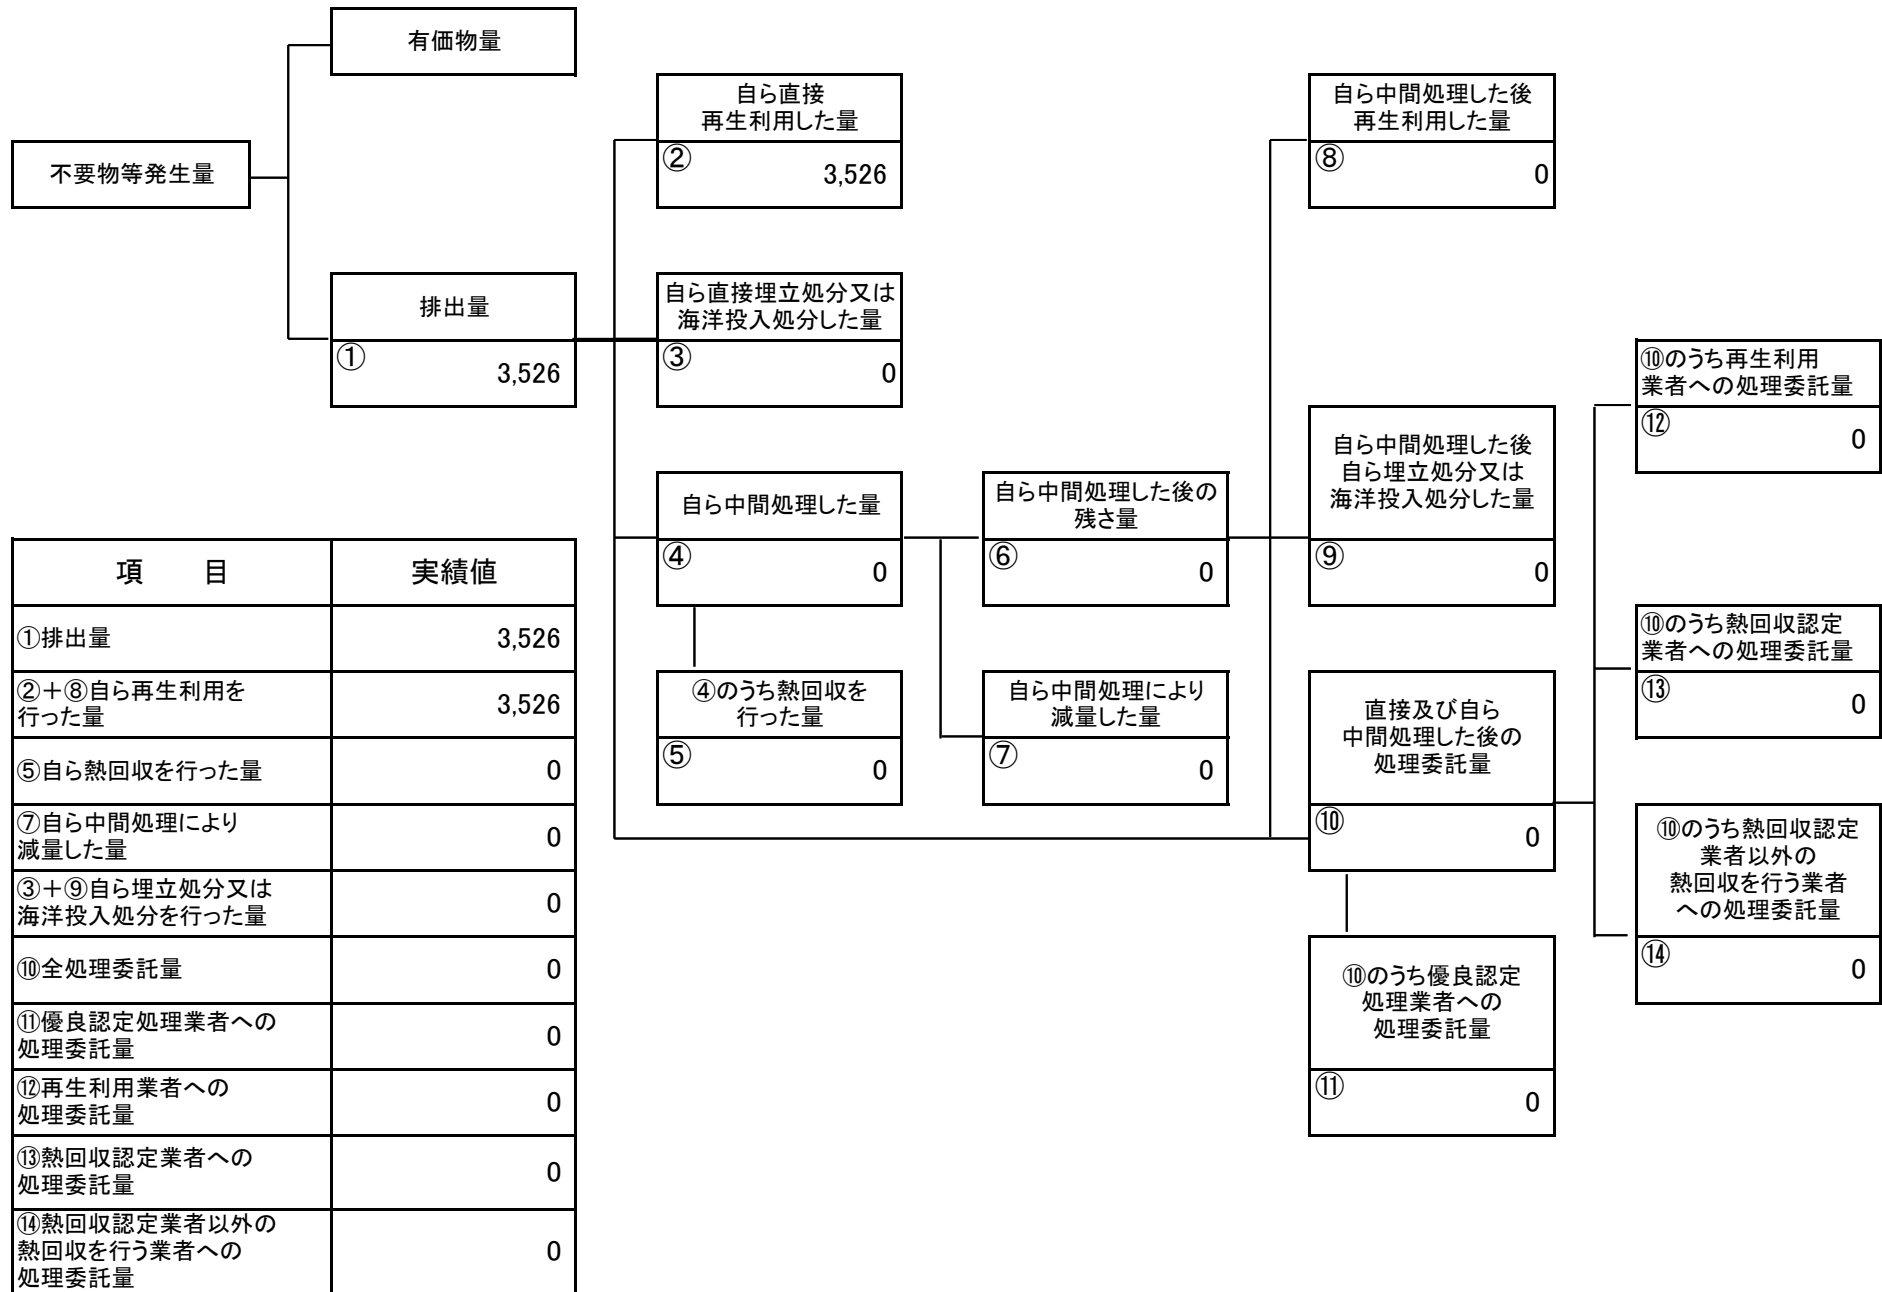 有価物量
不要物等発生量
排出量
①
3,526
自ら直接
再生利用した量
②
3,526
自ら直接埋立処分又は
海洋投入処分した量
③
0
自ら中間処理した量
④
0
④のうち熱回収を
行った量
⑤
0
自ら中間処理した後の
残さ量
⑥
0
自ら中間処理により
減量した量
⑦
0
自ら中間処理した後
再生利用した量
⑧
0
自ら中間処理した後
自ら埋立処分又は
海洋投入処分した量
⑨
0
直接及び自ら
中間処理した後の
処理委託量
⑩
0
⑩のうち優良認定
処理業者への
処理委託量
⑪
0
⑩のうち再生利用
業者への処理委託量
⑫
0
⑩のうち熱回収認定
業者への処理委託量
⑬
0
⑩のうち熱回収認定
業者以外の
熱回収を行う業者
への処理委託量
⑭
0
項　　目 実績値
①排出量 3,526
②＋⑧自ら再生利用を
行った量 3,526
⑤自ら熱回収を行った量 0
⑦自ら中間処理により
減量した量 0
③＋⑨自ら埋立処分又は
海洋投入処分を行った量 0
⑩全処理委託量 0
⑪優良認定処理業者への
処理委託量 0
⑫再生利用業者への
処理委託量 0
⑬熱回収認定業者への
処理委託量 0
⑭熱回収認定業者以外の
熱回収を行う業者への
処理委託量 0